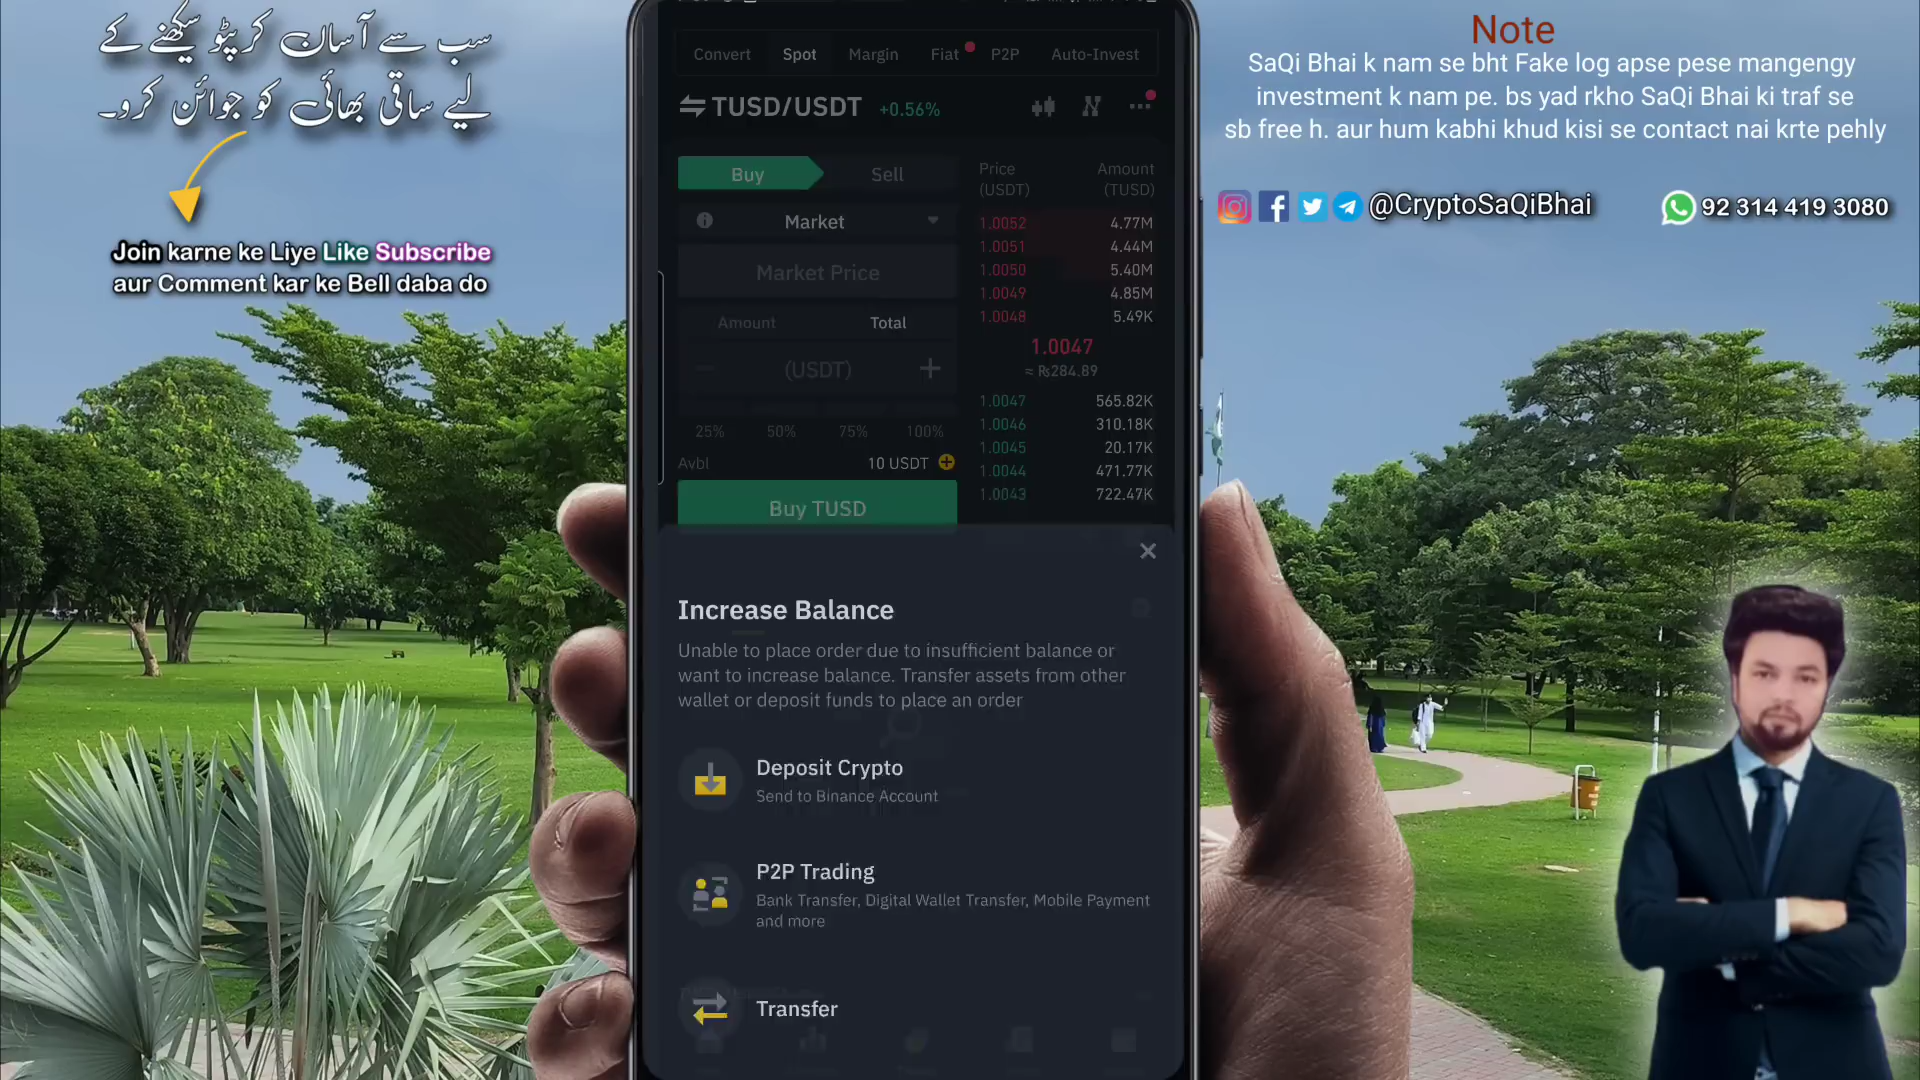 سب سے آسان کرپٹو سکھنے کے
لیے ساقی بھائی کو جوائن کرو۔
Join karne ke Liye Like Subscribe
aur Comment kar ke Bell daba do
Convert Spot Margin Fiat P2P Auto-Invest
TUSD/USDT +0.56%
Buy Sell
Market
Market Price
Amount Total
(USDT)
25% 50% 75% 100%
Avbl 10 USDT
Buy TUSD
Price Amount
(USDT) (TUSD)
1.0052 4.77M
1.0051 4.44M
1.0050 5.40M
1.0049 4.85M
1.0048 5.49K
1.0047
≈ ₨284.89
1.0047 565.82K
1.0046 310.18K
1.0045 20.17K
1.0044 471.77K
1.0043 722.47K
Increase Balance
Unable to place order due to insufficient balance or
want to increase balance. Transfer assets from other
wallet or deposit funds to place an order
Deposit Crypto
Send to Binance Account
P2P Trading
Bank Transfer, Digital Wallet Transfer, Mobile Payment
and more
Transfer
Note
SaQi Bhai k nam se bht Fake log apse pese mangengy
investment k nam pe. bs yad rkho SaQi Bhai ki traf se
sb free h. aur hum kabhi khud kisi se contact nai krte pehly
@CryptoSaQiBhai 92 314 419 3080